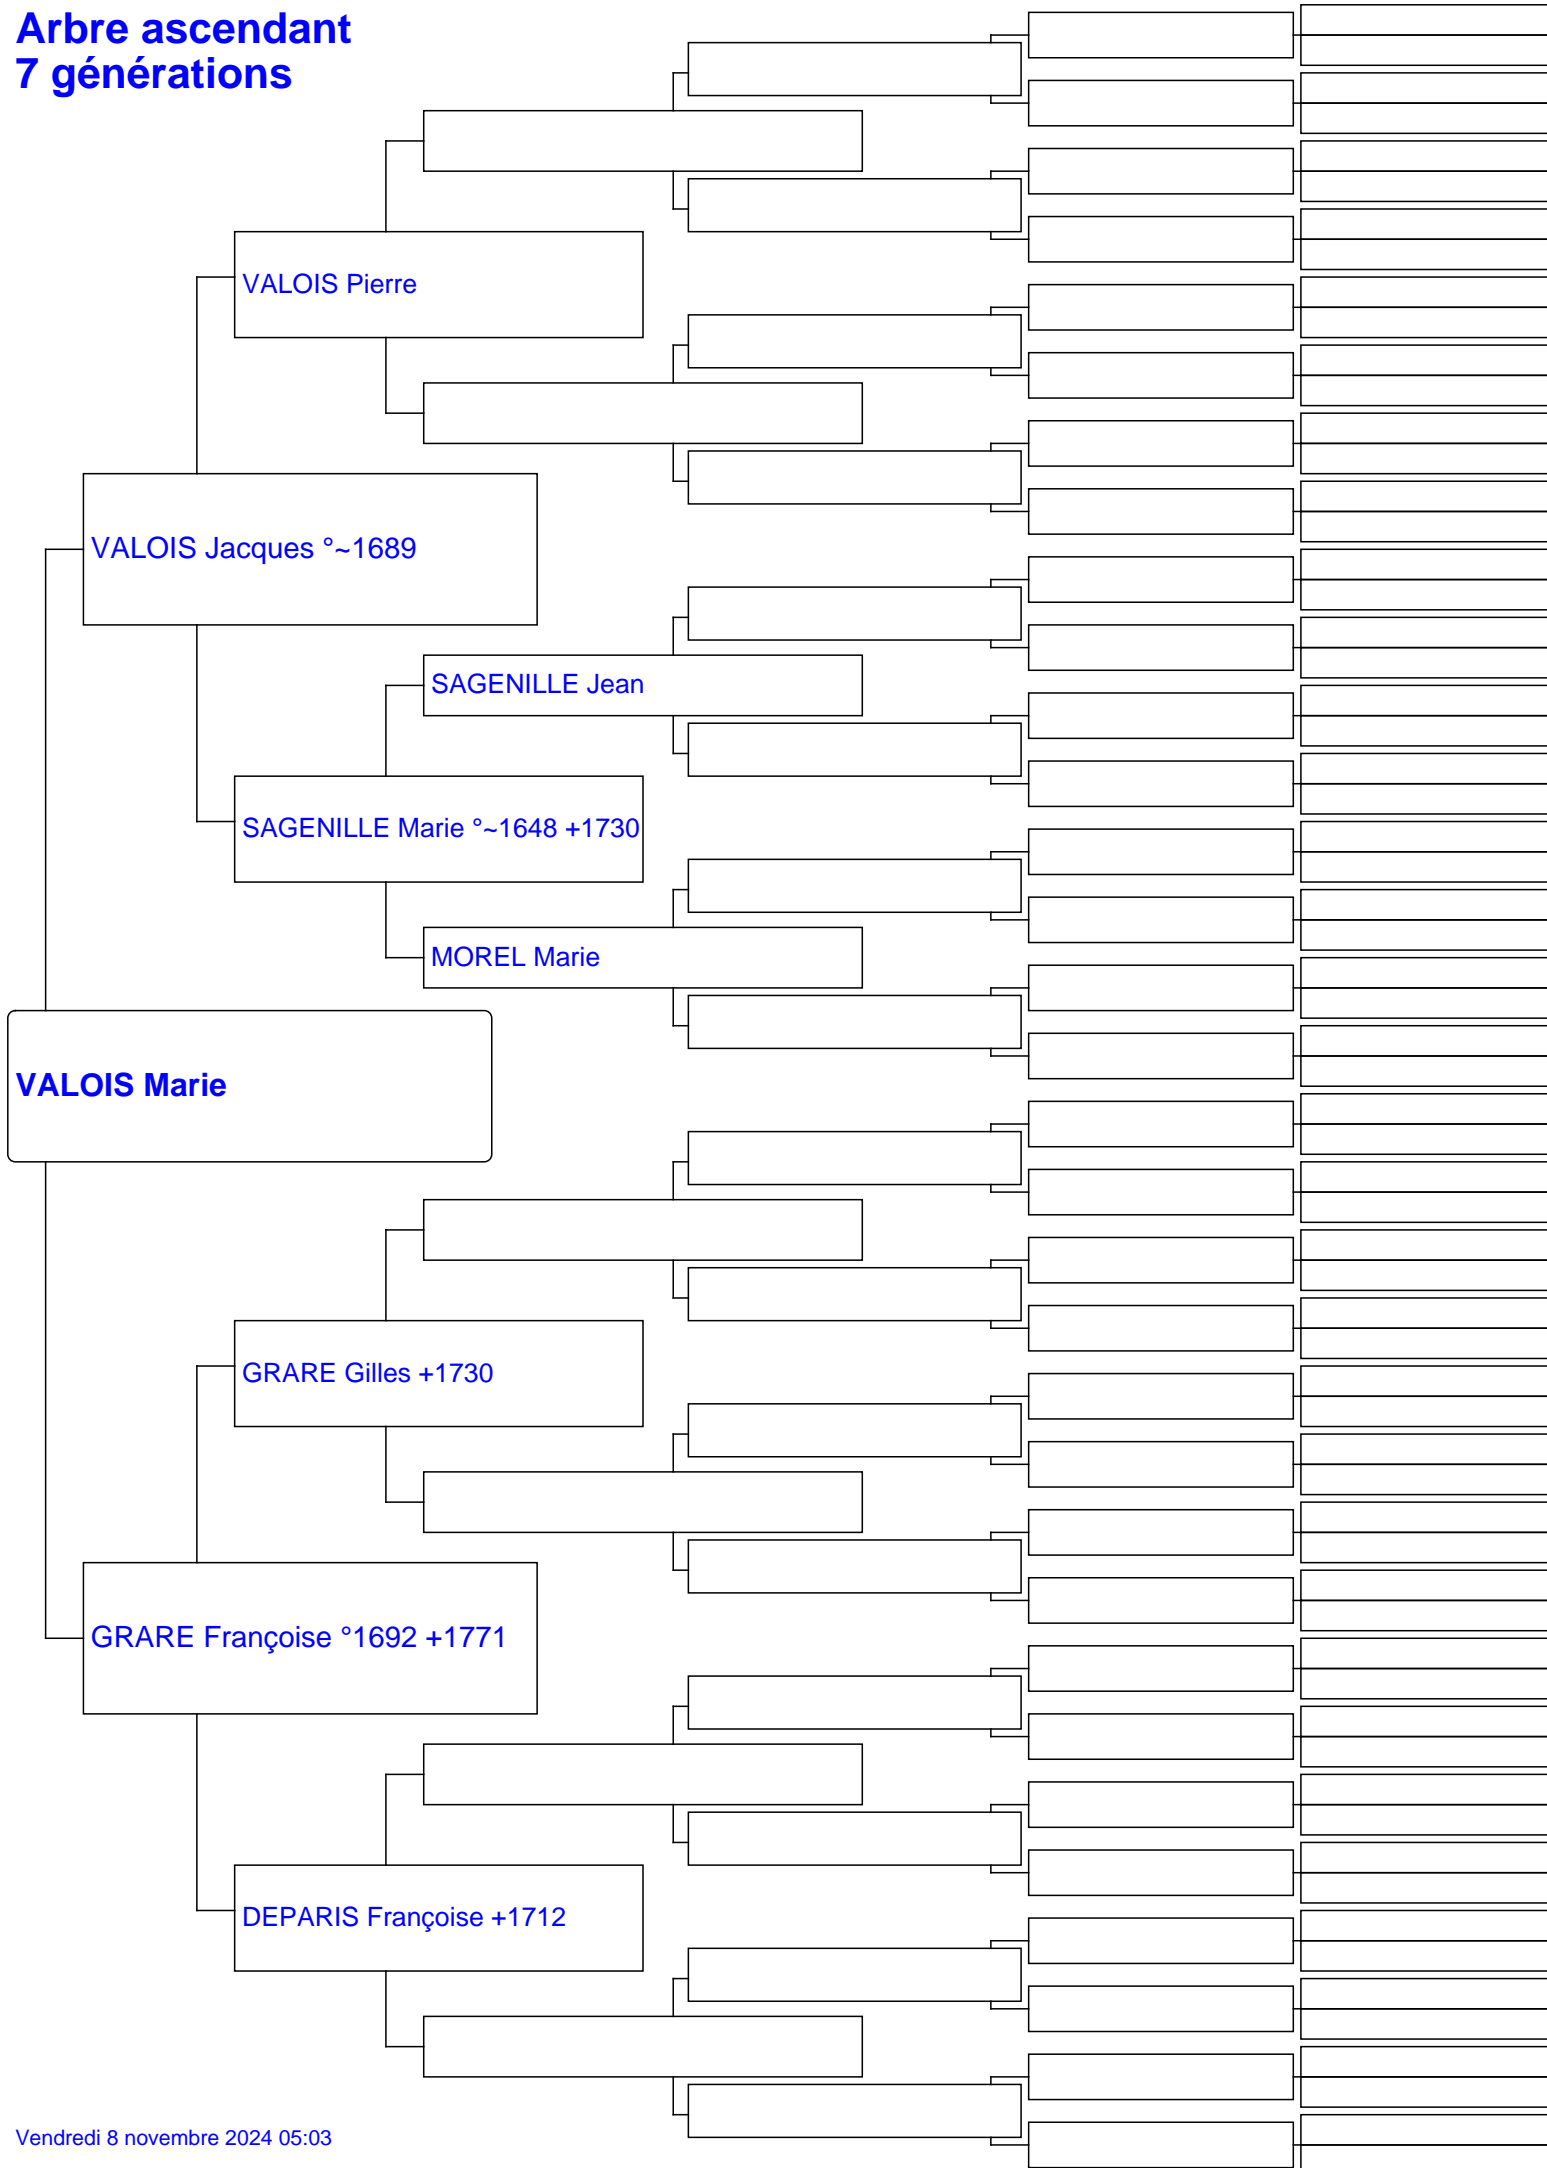 Arbre ascendant
7 générations
VALOIS Pierre
VALOIS Jacques °~1689
SAGENILLE Jean
SAGENILLE Marie °~1648 +1730
MOREL Marie
VALOIS Marie
GRARE Gilles +1730
GRARE Françoise °1692 +1771
DEPARIS Françoise +1712
Vendredi 8 novembre 2024 05:03